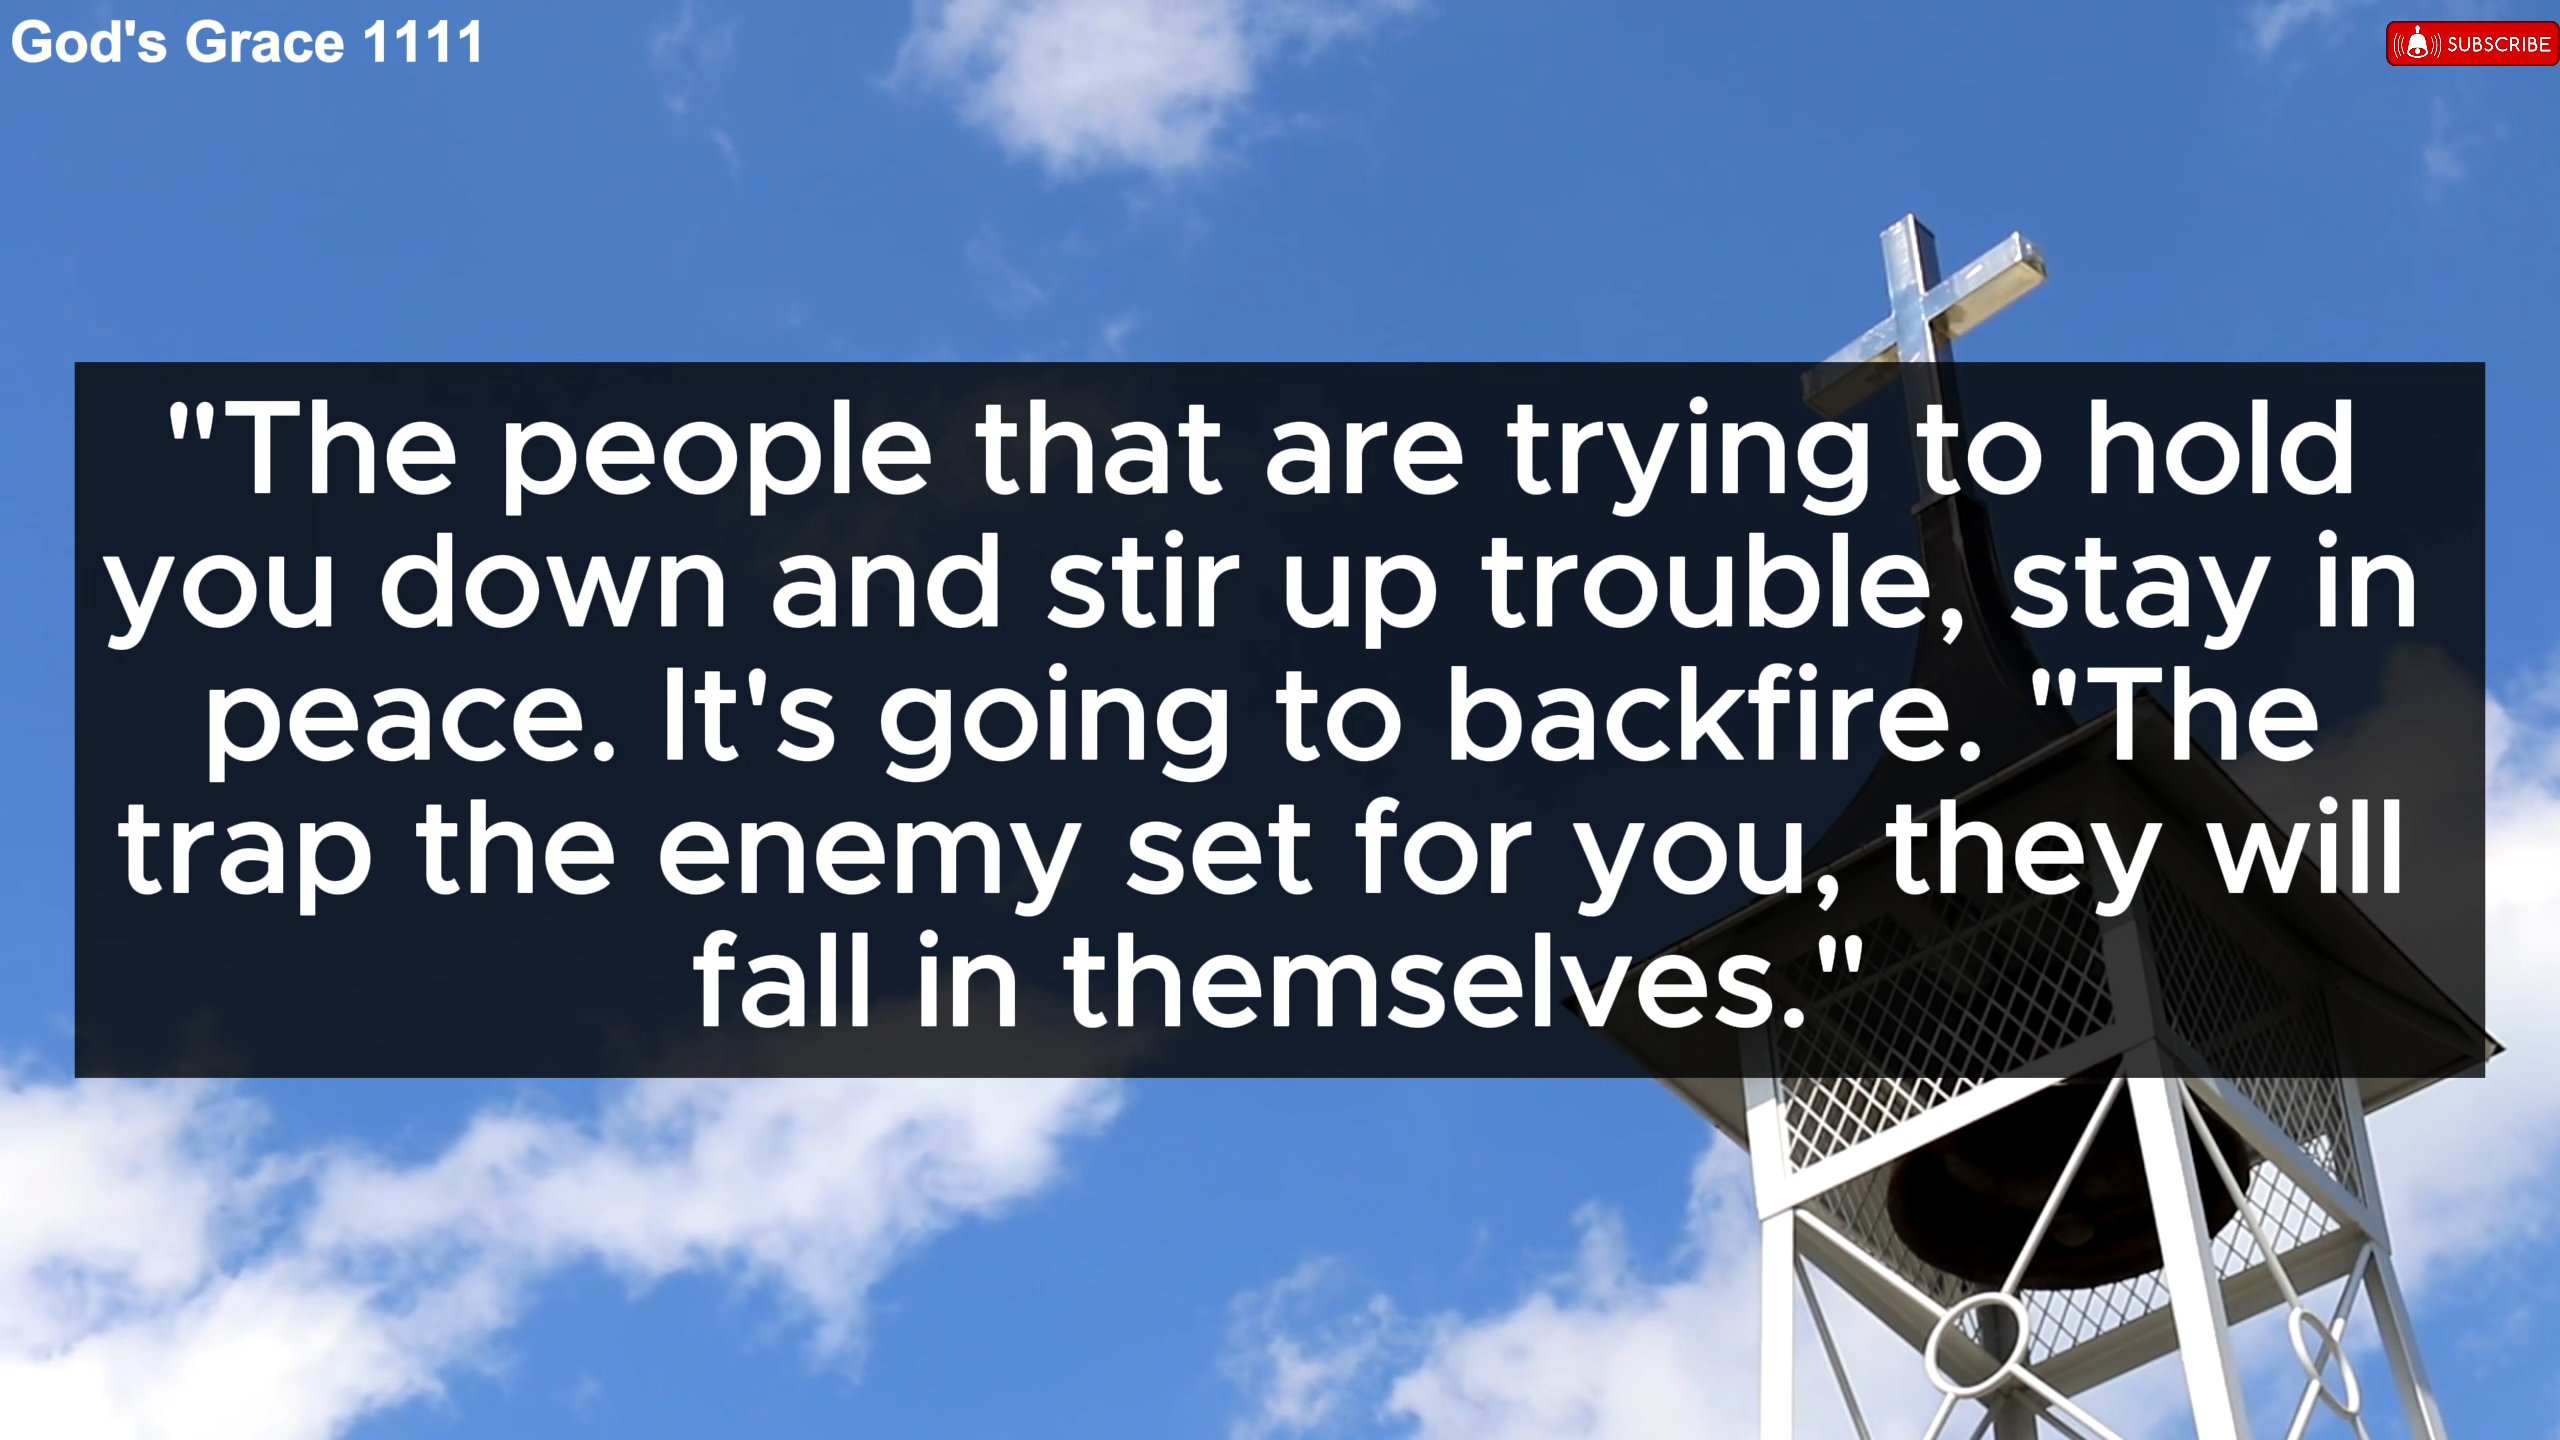 God's Grace 1111
SUBSCRIBE
"The people that are trying to hold
you down and stir up trouble, stay in
peace. It's going to backfire. "The
trap the enemy set for you, they will
fall in themselves."